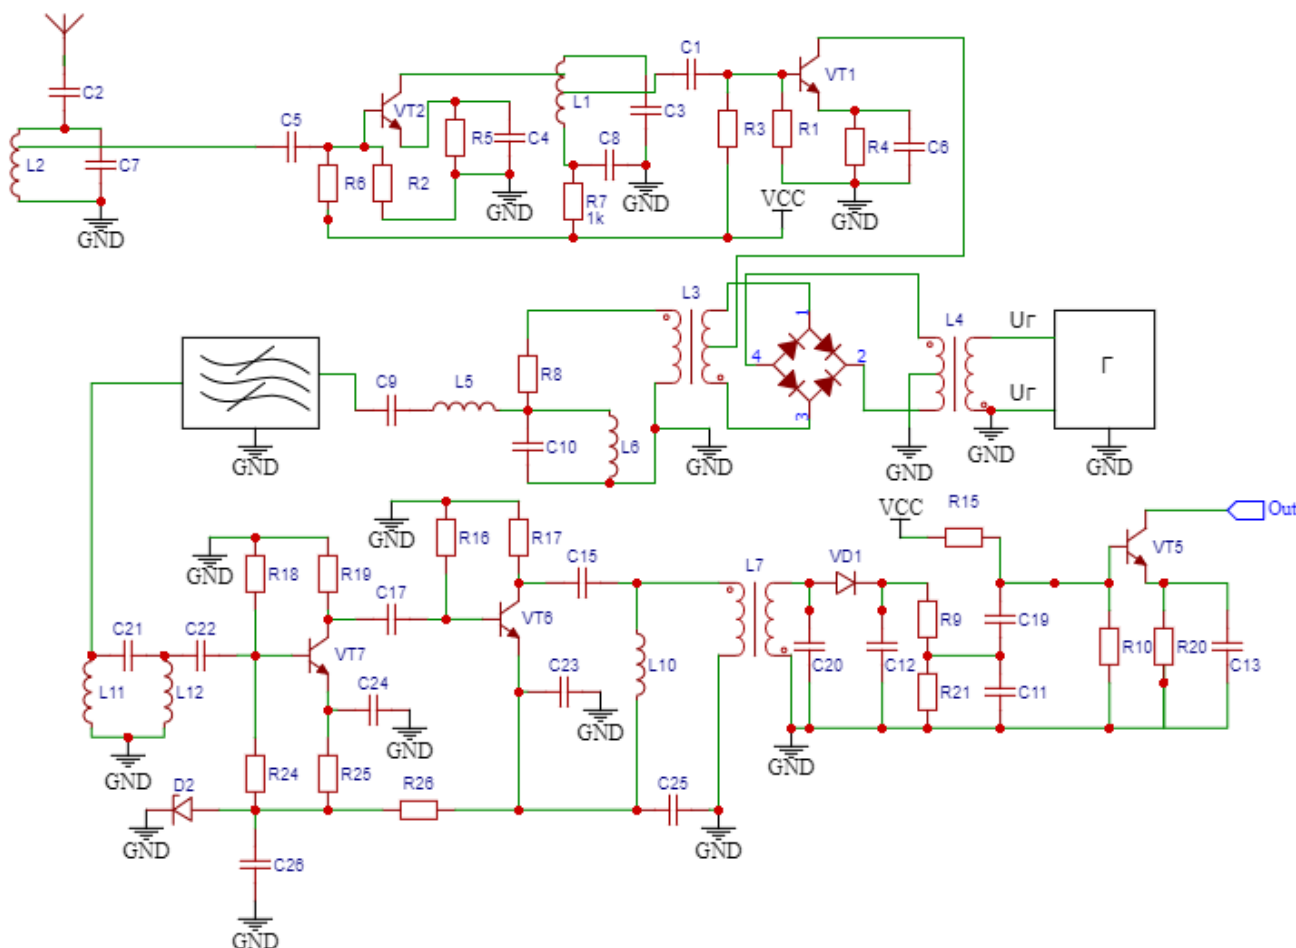 C2
L2
C7
GND
C5
R6
R2
VT2
R5
C4
GND
L1
C3
C8
R7
1k
GND
C1
R3
R1
VCC
VT1
R4
C6
GND
GND
C9
L5
R8
C10
L6
L3
GND
1
4
2
3
GND
L4
GND
Uг
Uг
Г
GND
GND
R18
R19
C21
C22
L11
L12
GND
VT7
C24
GND
R24
R25
D2
GND
C26
GND
C17
GND
R16
R17
VT6
C15
C23
GND
L10
R26
C25
GND
L7
VD1
C20
C12
R9
R21
C19
C11
GND
VCC
R15
R10
R20
C13
VT5
Out